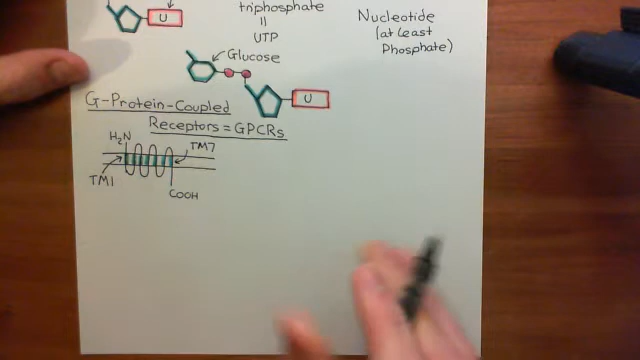 triphosphate
U
=
UTP
Nucleotide
(at least
Phosphate)
Glucose
U
G-Protein-Coupled
Receptors = GPCRs
H₂N
TM7
TM1
COOH